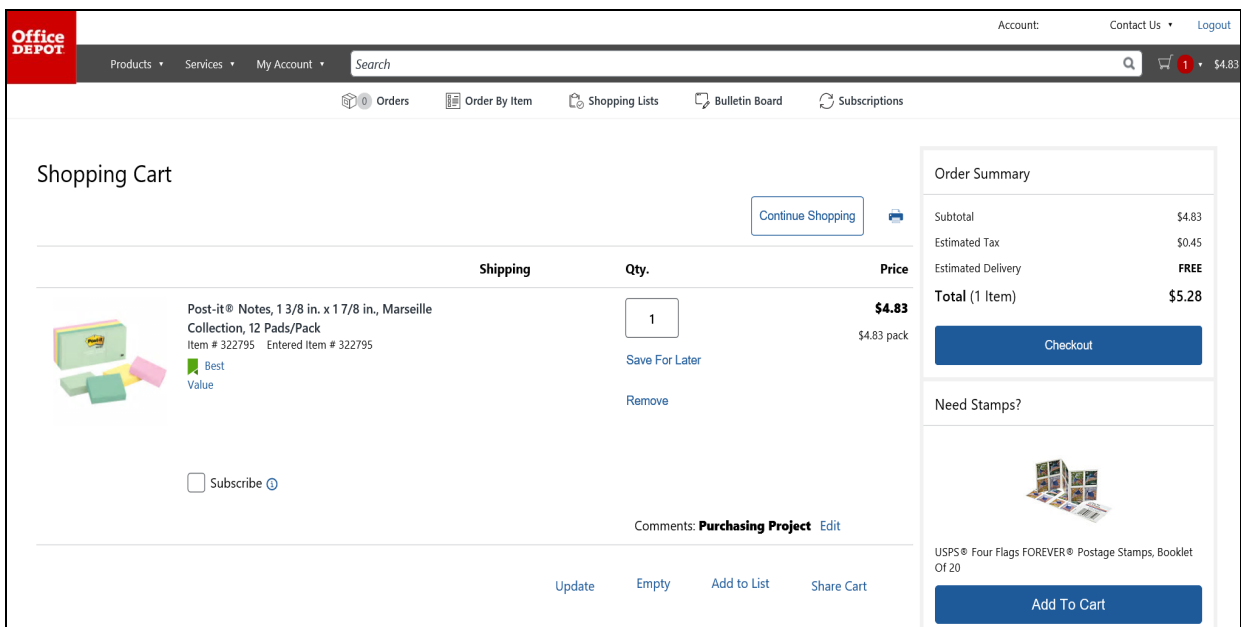 Office
DEPOT
Account:
Contact Us
Logout
Products
Services
My Account
Search
1
$4.83
0 Orders
Order By Item
Shopping Lists
Bulletin Board
Subscriptions
Shopping Cart
Continue Shopping
Shipping
Qty.
Price
Post-it® Notes, 1 3/8 in. x 1 7/8 in., Marseille
Collection, 12 Pads/Pack
Item # 322795 Entered Item # 322795
Best
Value
Post-it
1
Save For Later
Remove
$4.83
$4.83 pack
Subscribe
Comments: Purchasing Project Edit
Update
Empty
Add to List
Share Cart
Order Summary
Subtotal $4.83
Estimated Tax $0.45
Estimated Delivery FREE
Total (1 Item) $5.28
Checkout
Need Stamps?
USPS® Four Flags FOREVER® Postage Stamps, Booklet
Of 20
Add To Cart